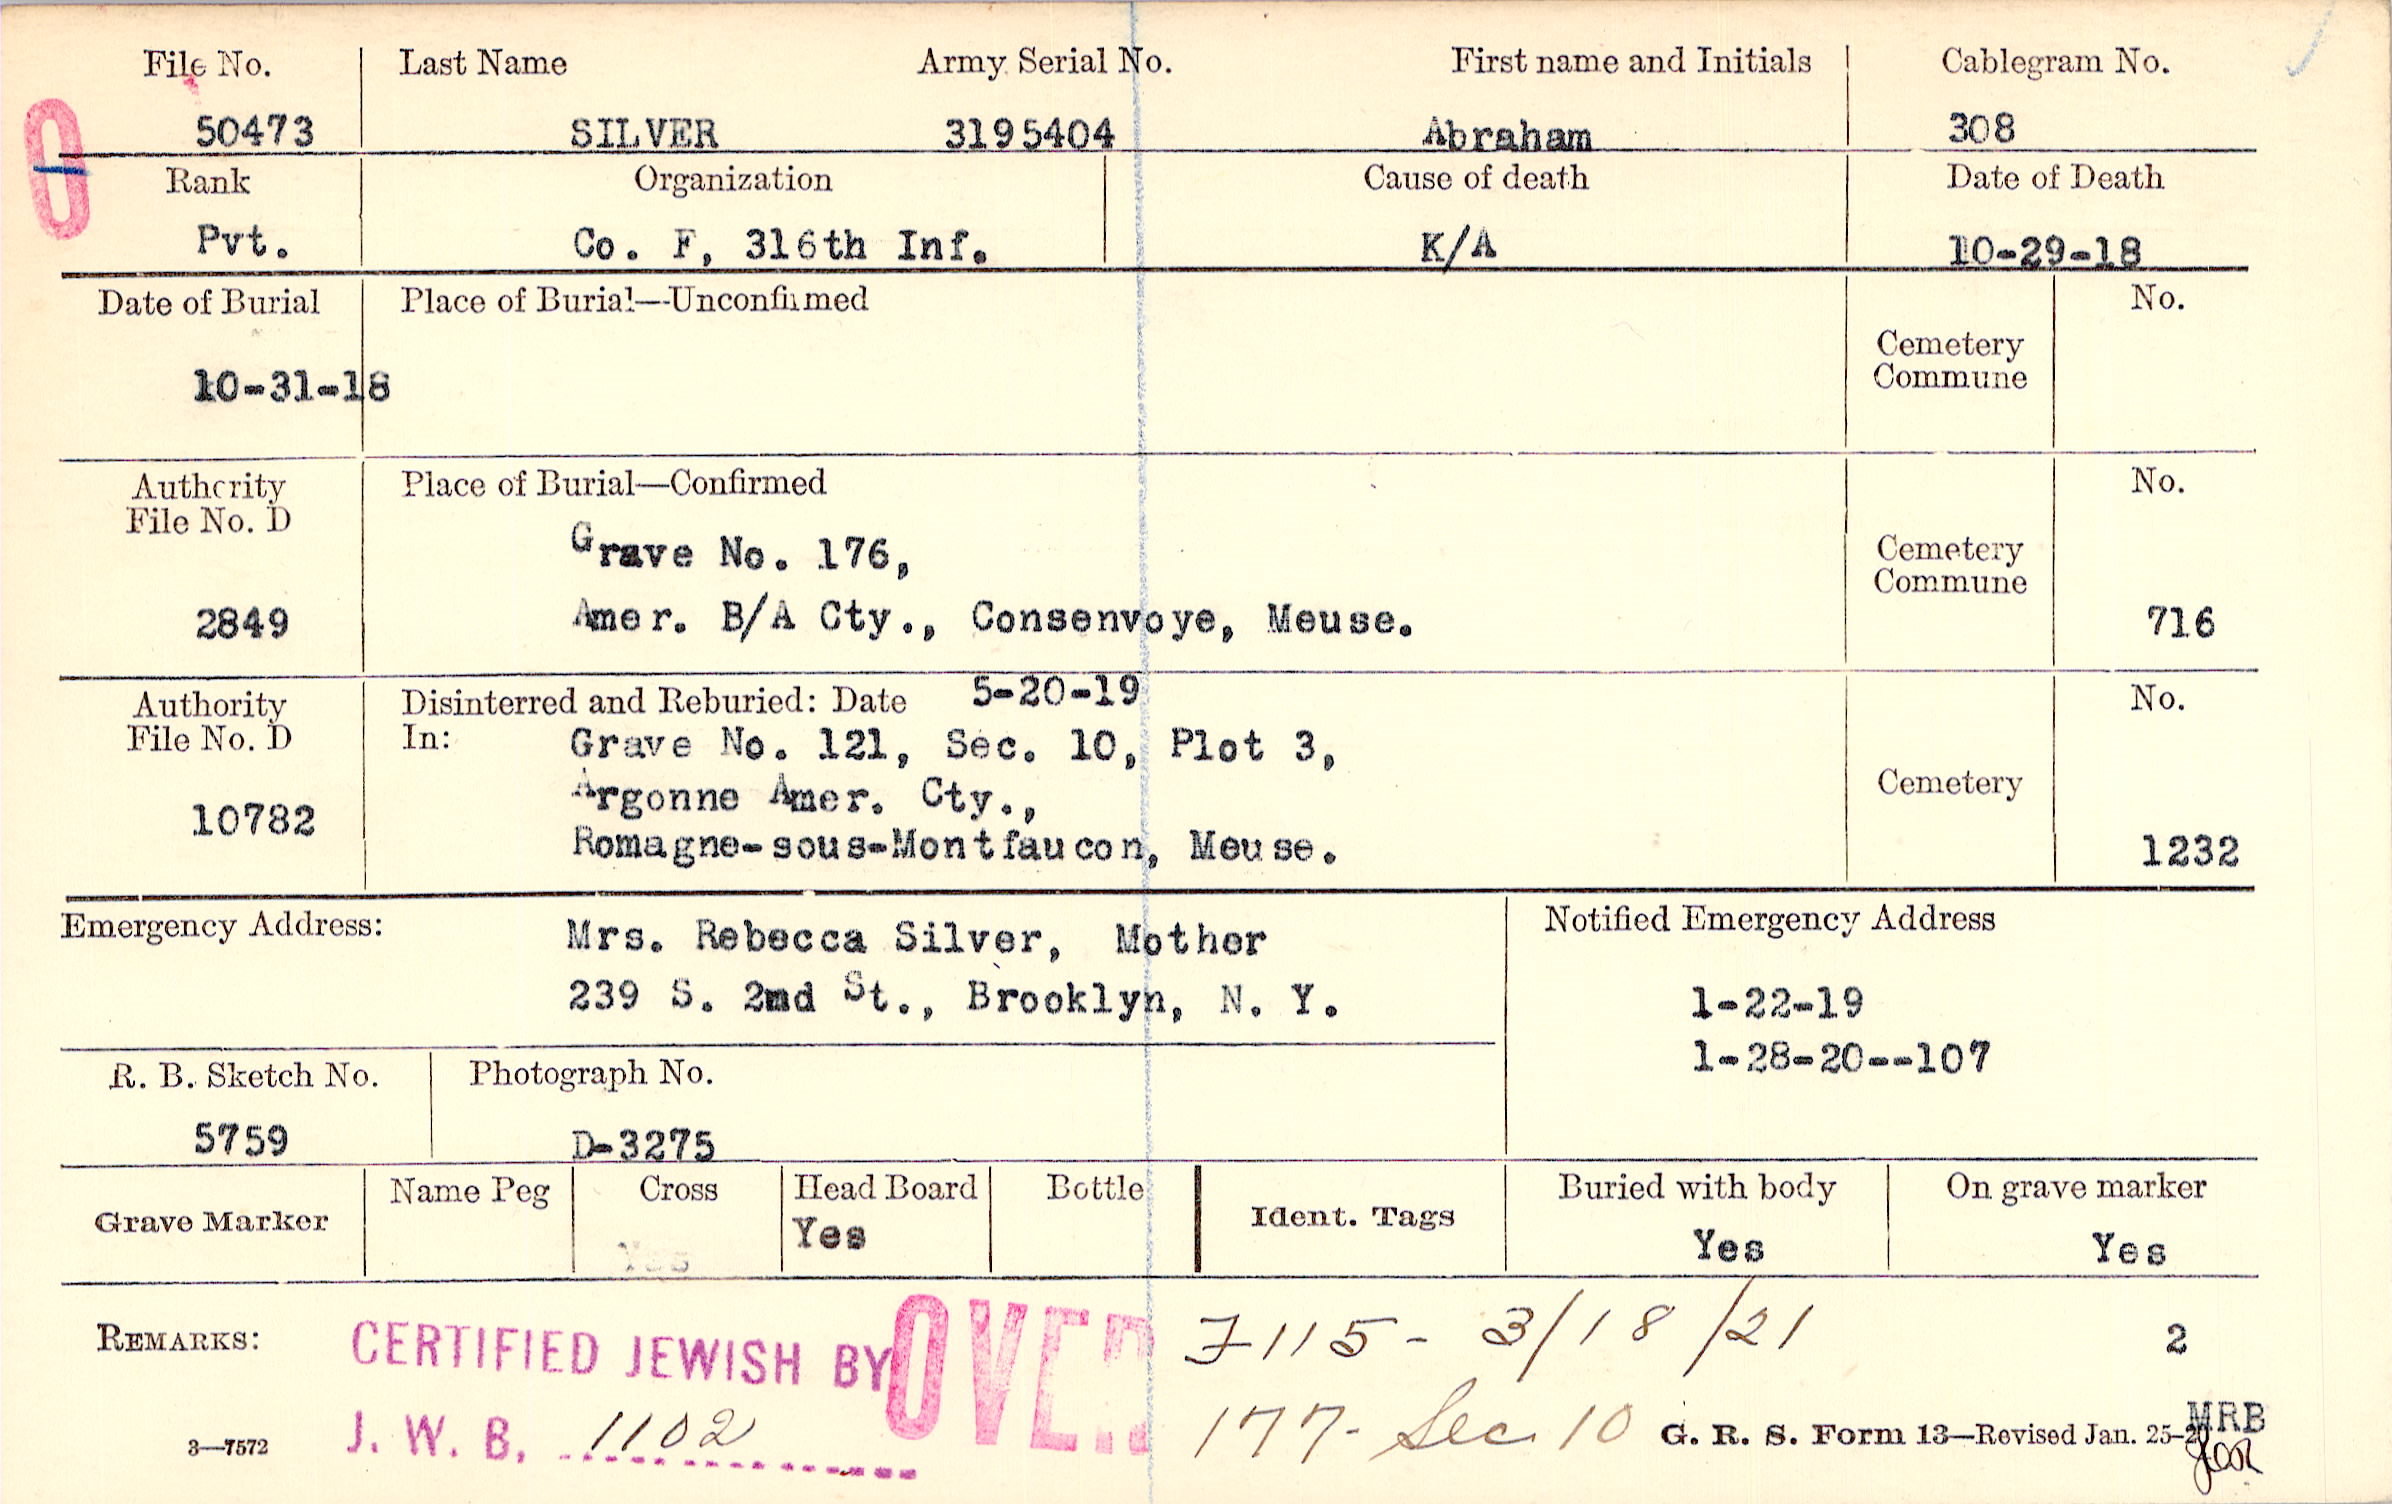 File No. Last Name Army Serial No. First name and Initials Cablegram No.
50473 SILVER 3195404 Abraham 308
Rank Organization Cause of death Date of Death
Pvt. Co. F, 316th Inf. K/A 10-29-18
Date of Burial Place of Burial—Unconfirmed No.
Cemetery
Commune
10-31-18
Authority Place of Burial—Confirmed No.
File No. D
Grave No. 176, Cemetery
Commune
2849 Amer. B/A Cty., Consenvoye, Meuse. 716
Authority Disinterred and Reburied: Date 5-20-19 No.
File No. D In: Grave No. 121, Sec. 10, Plot 3,
Argonne Amer. Cty., Cemetery
10782
Romagne-sous-Montfaucon, Meuse. 1232
Emergency Address: Mrs. Rebecca Silver, Mother Notified Emergency Address
239 S. 2nd St., Brooklyn, N. Y. 1-22-19
1-28-20--107
R. B. Sketch No. Photograph No.
5759 D-3275
Grave Marker Name Peg Cross Head Board Bottle Ident. Tags Buried with body On grave marker
Yes Yes Yes Yes
REMARKS: CERTIFIED JEWISH BY OVER 7115 - 3/18/21 2
J. W. B. 1102 177- Sec. 10 MRB
3—7572 G. R. S. Form 13—Revised Jan. 25-20